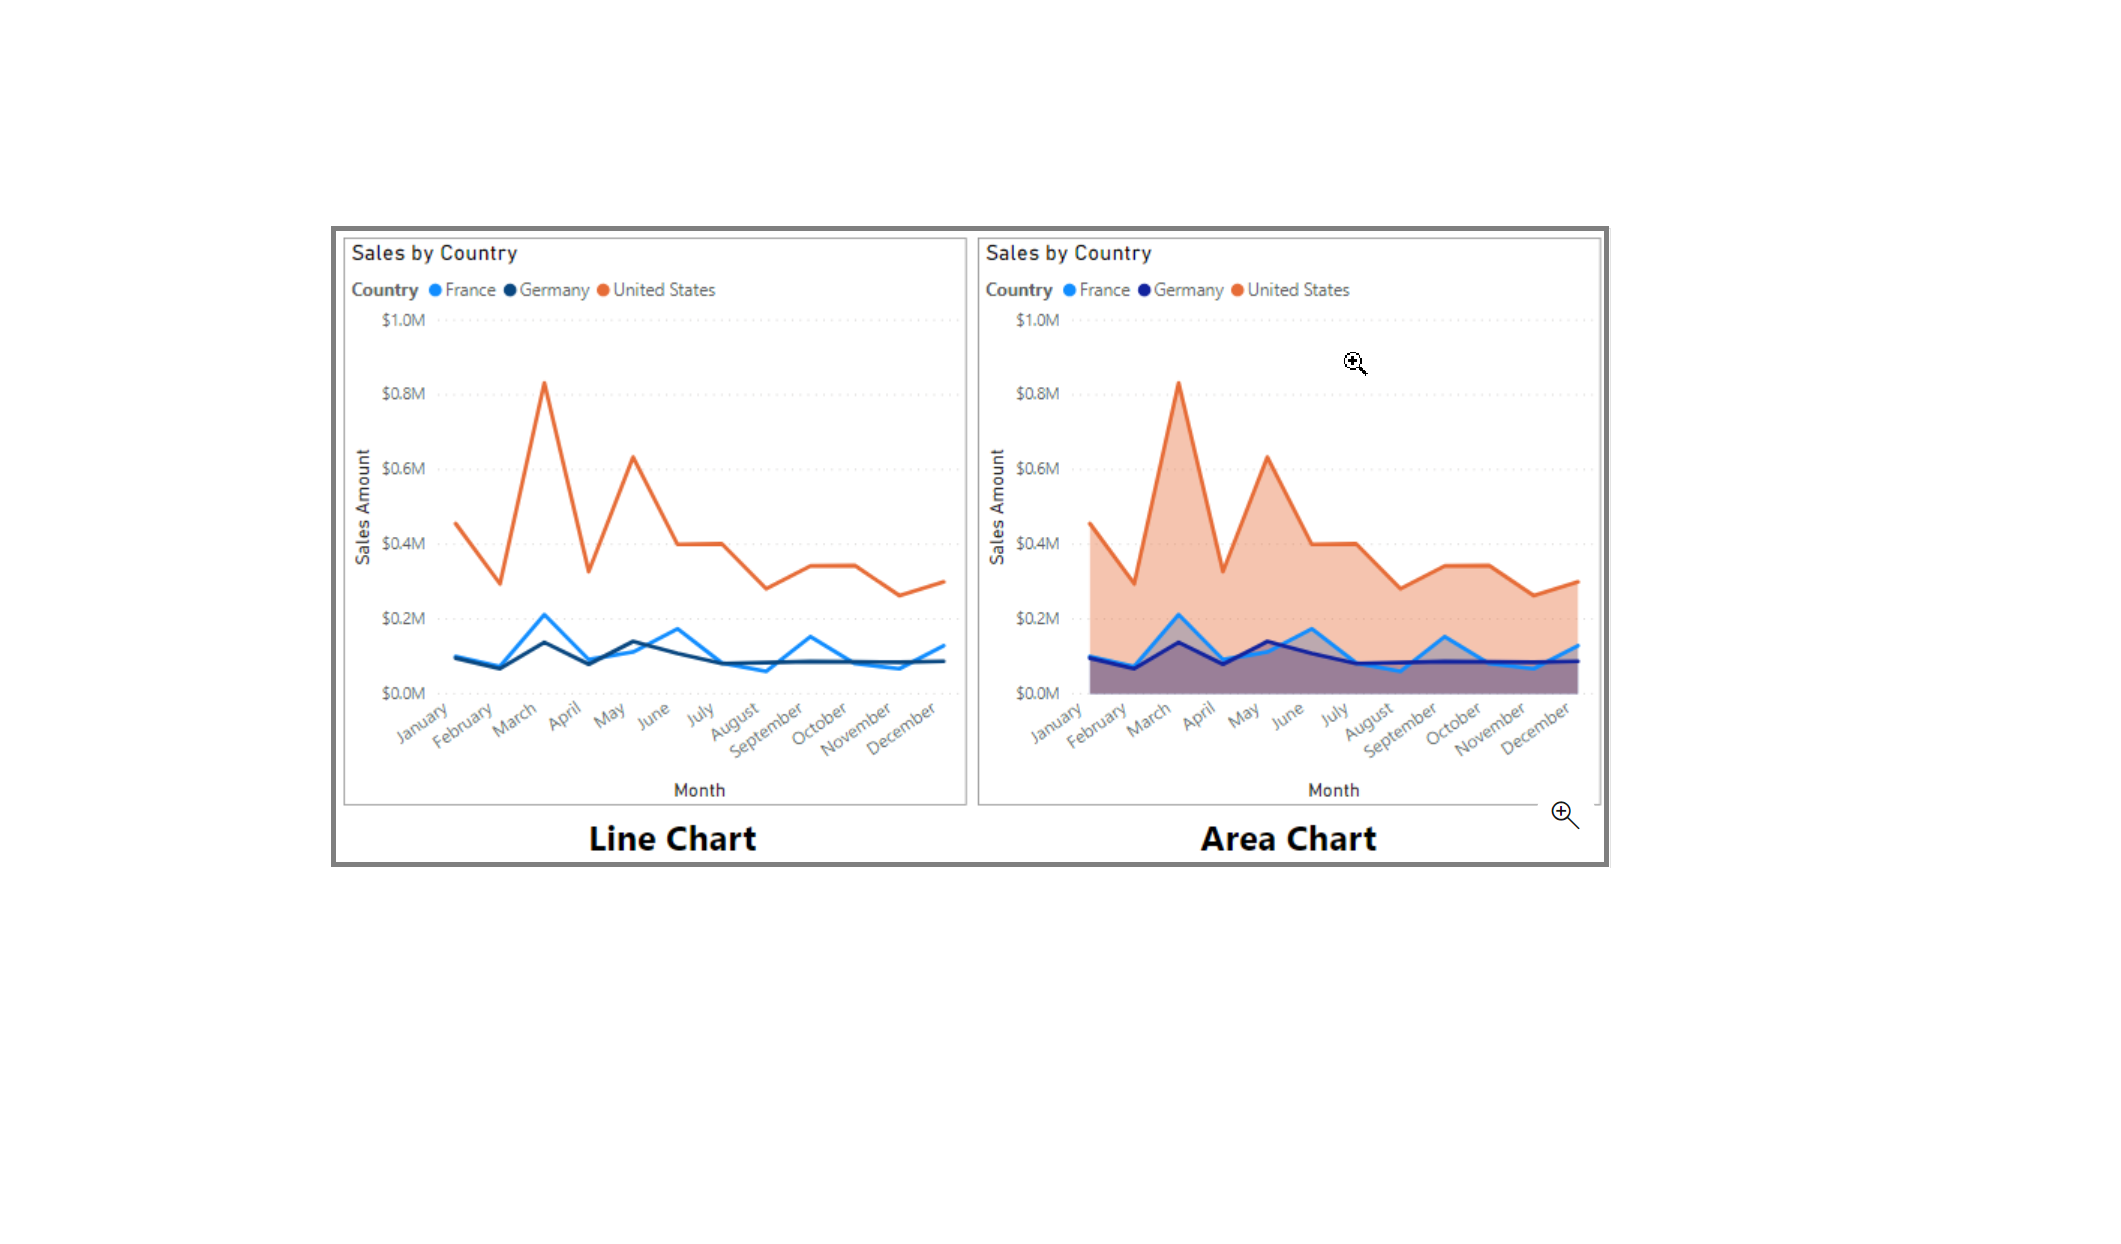 Sales by Country
Country France Germany United States
$1.0M
$0.8M
$0.6M
$0.4M
$0.2M
$0.0M
Sales Amount
January February March April May June July August September October November December
Month
Line Chart
Sales by Country
Country France Germany United States
$1.0M
$0.8M
$0.6M
$0.4M
$0.2M
$0.0M
Sales Amount
January February March April May June July August September October November December
Month
Area Chart